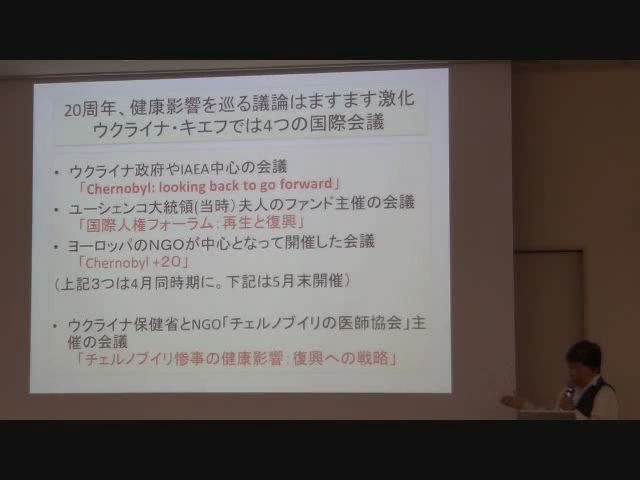 20周年、健康影響を巡る議論はますます激化
ウクライナ・キエフでは4つの国際会議
• ウクライナ政府やIAEA中心の会議
「Chernobyl: looking back to go forward」
• ユーシェンコ大統領(当時)夫人のファンド主催の会議
「国際人権フォーラム：再生と復興」
• ヨーロッパのNGOが中心となって開催した会議
「Chernobyl +20」
（上記3つは4月同時期に。下記は5月末開催）
• ウクライナ保健省とNGO「チェルノブイリの医師協会」主
催の会議
「チェルノブイリ惨事の健康影響：復興への戦略」